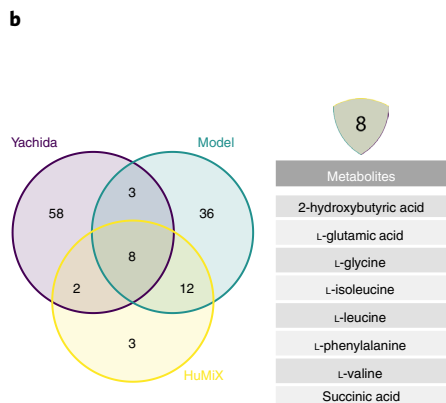 b
Yachida
Model
58
3
36
8
2
12
3
HuMiX
8
Metabolites
2-hydroxybutyric acid
L-glutamic acid
L-glycine
L-isoleucine
L-leucine
L-phenylalanine
L-valine
Succinic acid